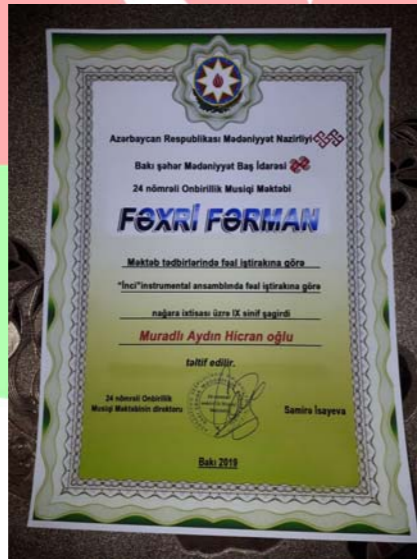 Azərbaycan Respublikası Mədəniyyət Nazirliyi
Bakı şəhər Mədəniyyət Baş İdarəsi
24 nömrəli Onbirillik Musiqi Məktəbi
FƏXRİ FƏRMAN
Məktəb tədbirlərində fəal iştirakına görə
"İnci"instrumental ansamblında fəal iştirakına görə
nağara ixtisası üzrə IX sinif şagirdi
Muradlı Aydın Hicran oğlu
təltif edilir.
24 nömrəli Onbirillik
Musiqi Məktəbinin direktoru
Samirə İsayeva
Bakı 2019